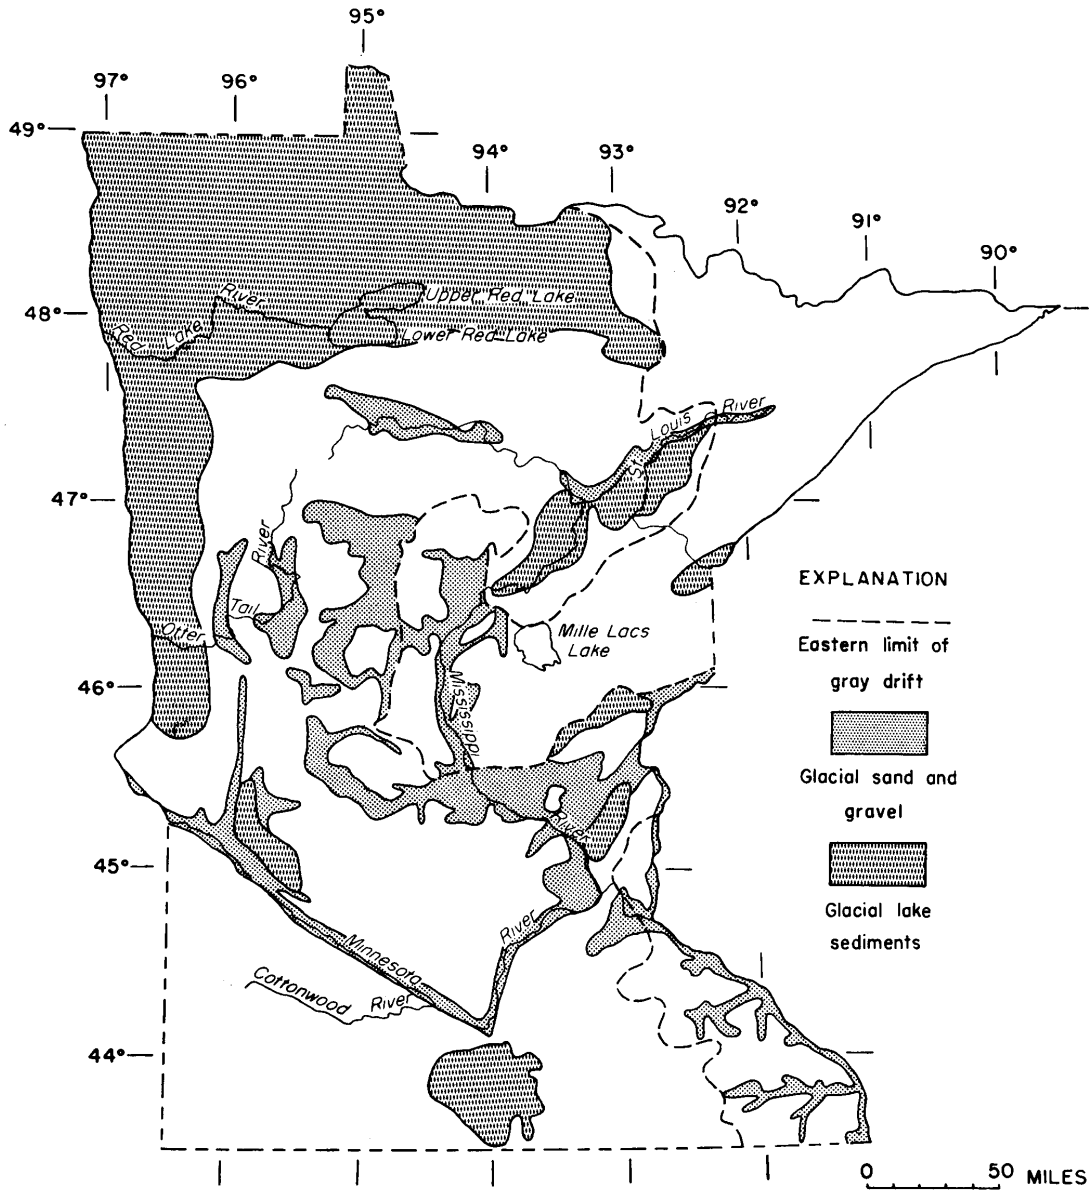 95°
97°
96°
49°
94°
93°
92°
91°
90°
Upper Red Lake
River
48°
Red Lake
Lower Red Lake
St. Louis River
47°
River
EXPLANATION
Tail
Otter
Mille Lacs
Lake
Eastern limit of
gray drift
46°
Mississippi
Glacial sand and
gravel
River
45°
Glacial lake
sediments
River
Minnesota
Cottonwood River
44°
0 50 MILES